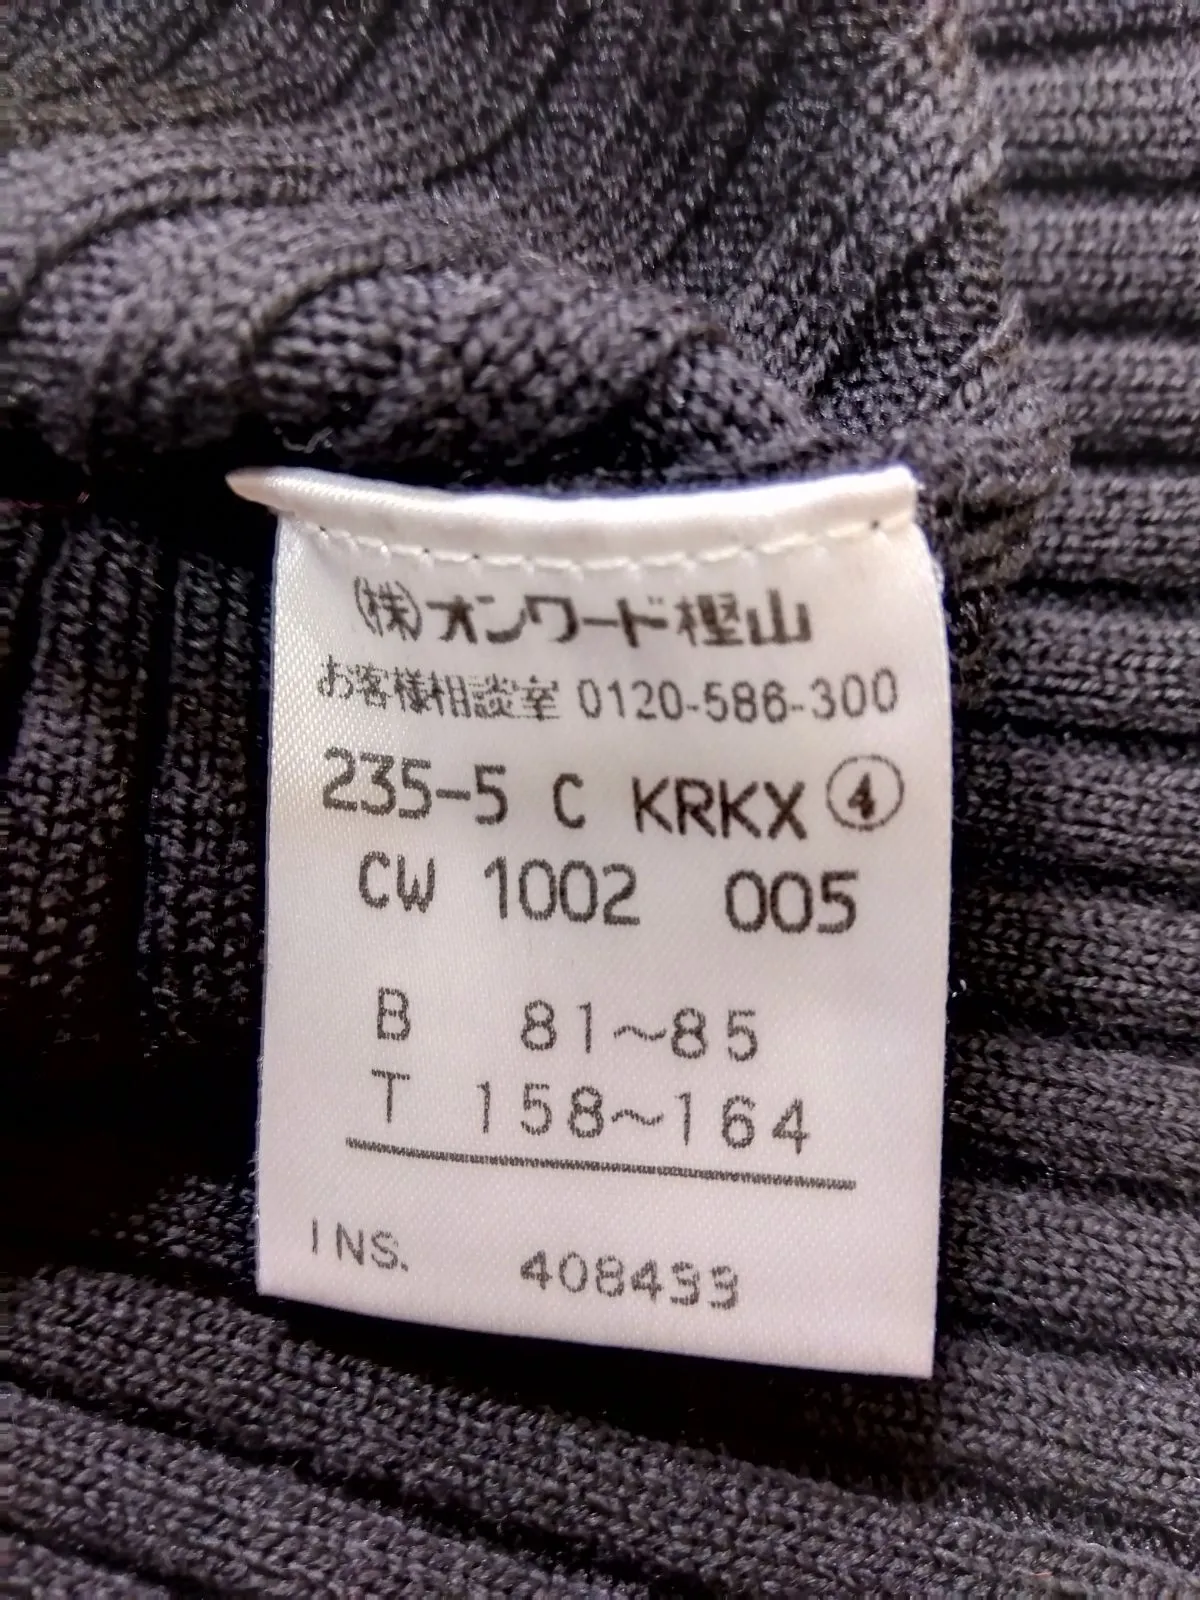 (株)オンワード樫山
お客様相談室 0120-586-300
235-5 C KRKX ④
CW 1002 005
B 81～85
T 158～164
INS. 408433